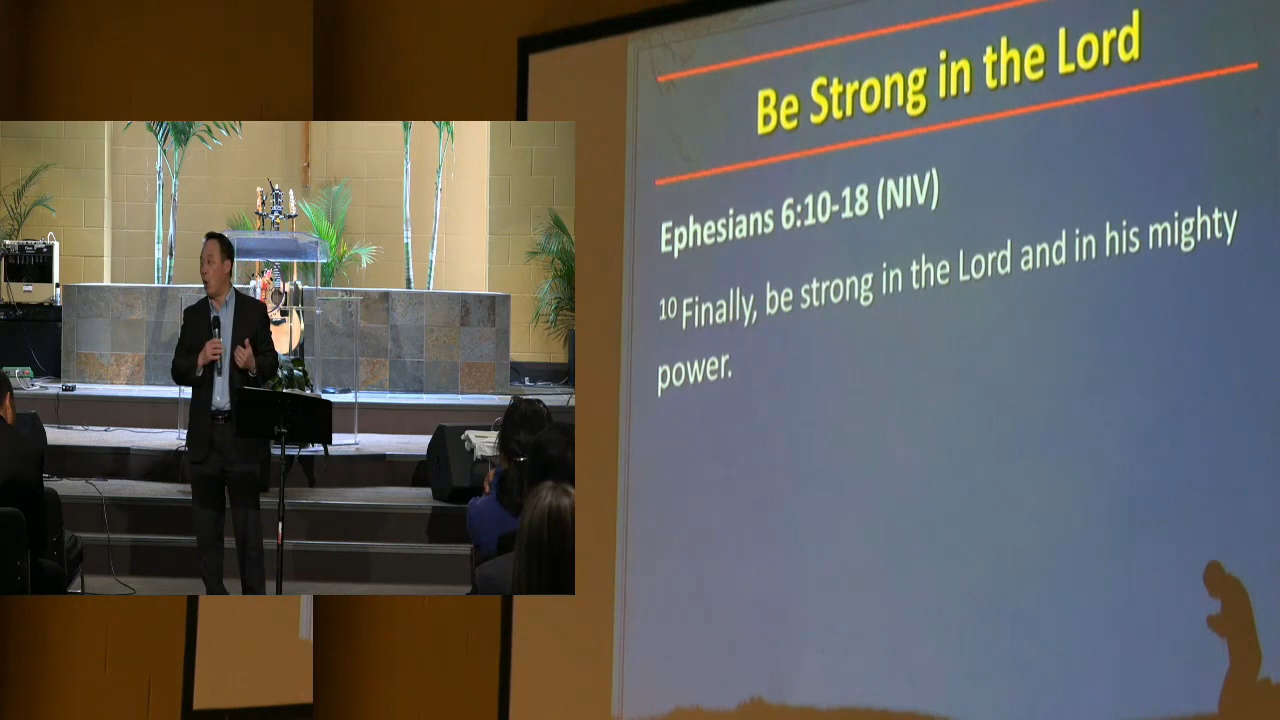 Be Strong in the Lord
Ephesians 6:10-18 (NIV)
10 Finally, be strong in the Lord and in his mighty
power.